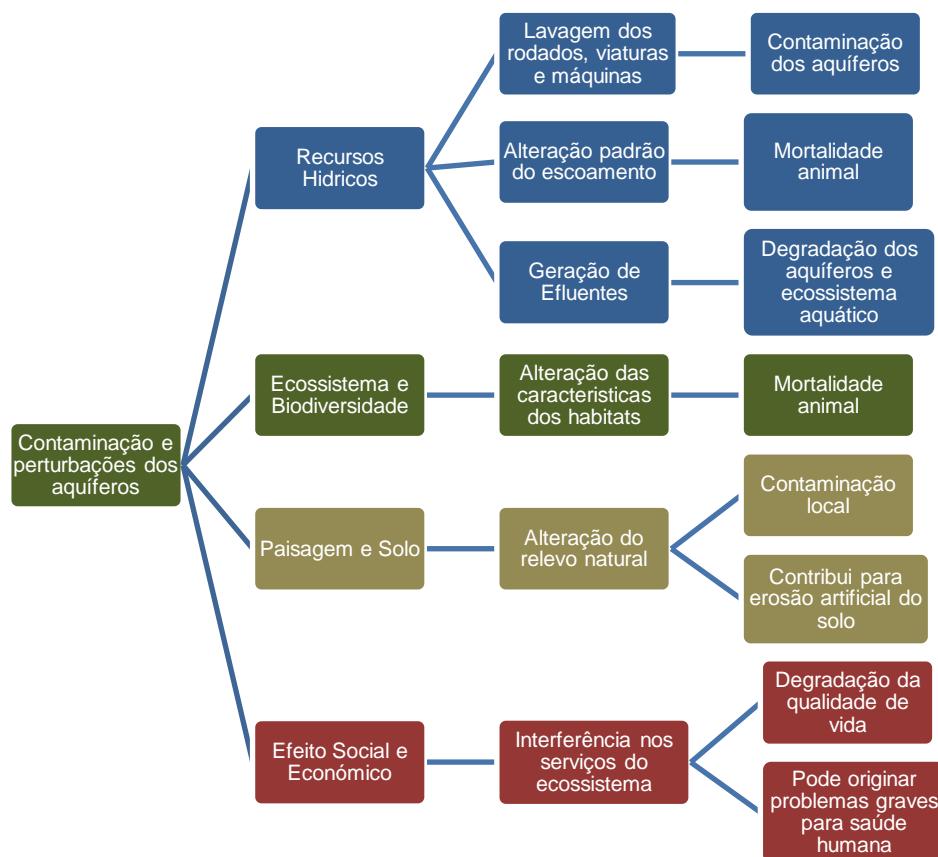 Lavagem dos
rodados, viaturas
e máquinas
Contaminação
dos aquíferos
Recursos
Hidricos
Alteração padrão
do escoamento
Mortalidade
animal
Geração de
Efluentes
Degradação dos
aquíferos e
ecossistema
aquático
Contaminação e
perturbações dos
aquíferos
Ecossistema e
Biodiversidade
Alteração das
caracteristicas
dos habitats
Mortalidade
animal
Paisagem e Solo
Alteração do
relevo natural
Contaminação
local
Contribui para
erosão artificial do
solo
Efeito Social e
Económico
Interferência nos
serviços do
ecossistema
Degradação da
qualidade de
vida
Pode originar
problemas graves
para saúde
humana